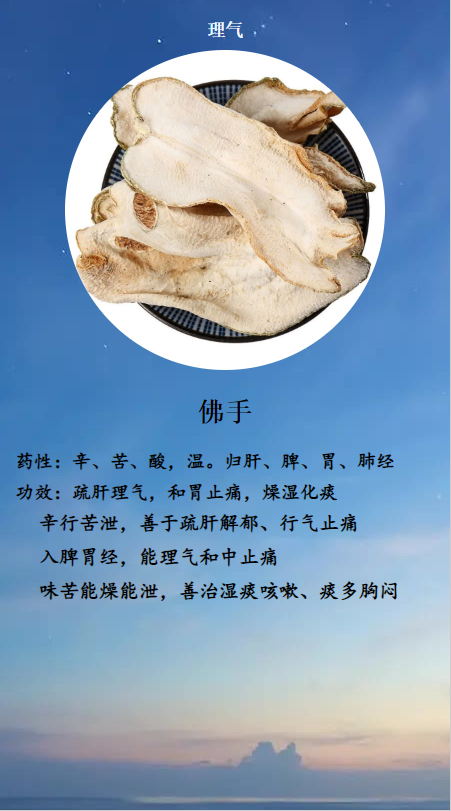 理气
佛手
药性：辛、苦、酸，温。归肝、脾、胃、肺经
功效：疏肝理气，和胃止痛，燥湿化痰
辛行苦泄，善于疏肝解郁、行气止痛
入脾胃经，能理气和中止痛
味苦能燥能泄，善治湿痰咳嗽、痰多胸闷